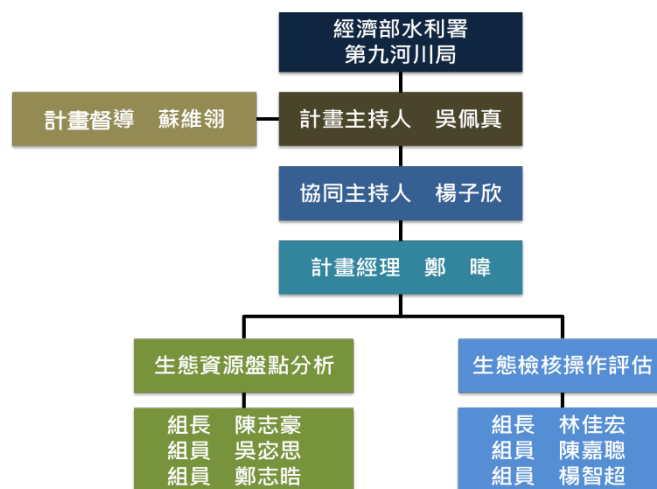 經濟部水利署
第九河川局
計畫督導 蘇維翎
計畫主持人 吳佩真
協同主持人 楊子欣
計畫經理 鄭 暐
生態資源盤點分析
生態檢核操作評估
組長 陳志豪
組員 吳宓思
組員 鄭志晧
組長 林佳宏
組員 陳嘉聰
組員 楊智超